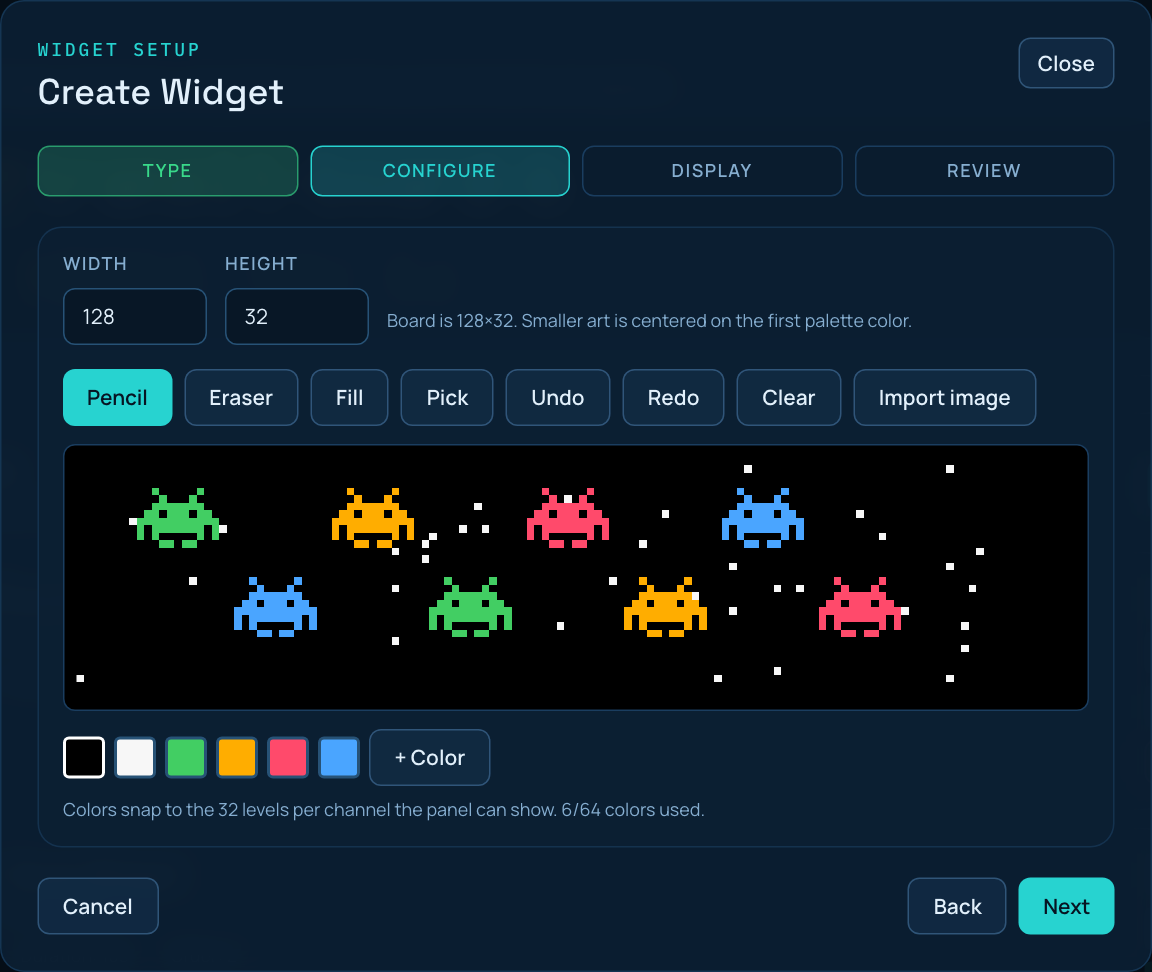 WIDGET SETUP
Create Widget
Close
TYPE
CONFIGURE
DISPLAY
REVIEW
WIDTH
HEIGHT
128
32
Board is 128×32. Smaller art is centered on the first palette color.
Pencil
Eraser
Fill
Pick
Undo
Redo
Clear
Import image
+ Color
Colors snap to the 32 levels per channel the panel can show. 6/64 colors used.
Cancel
Back
Next